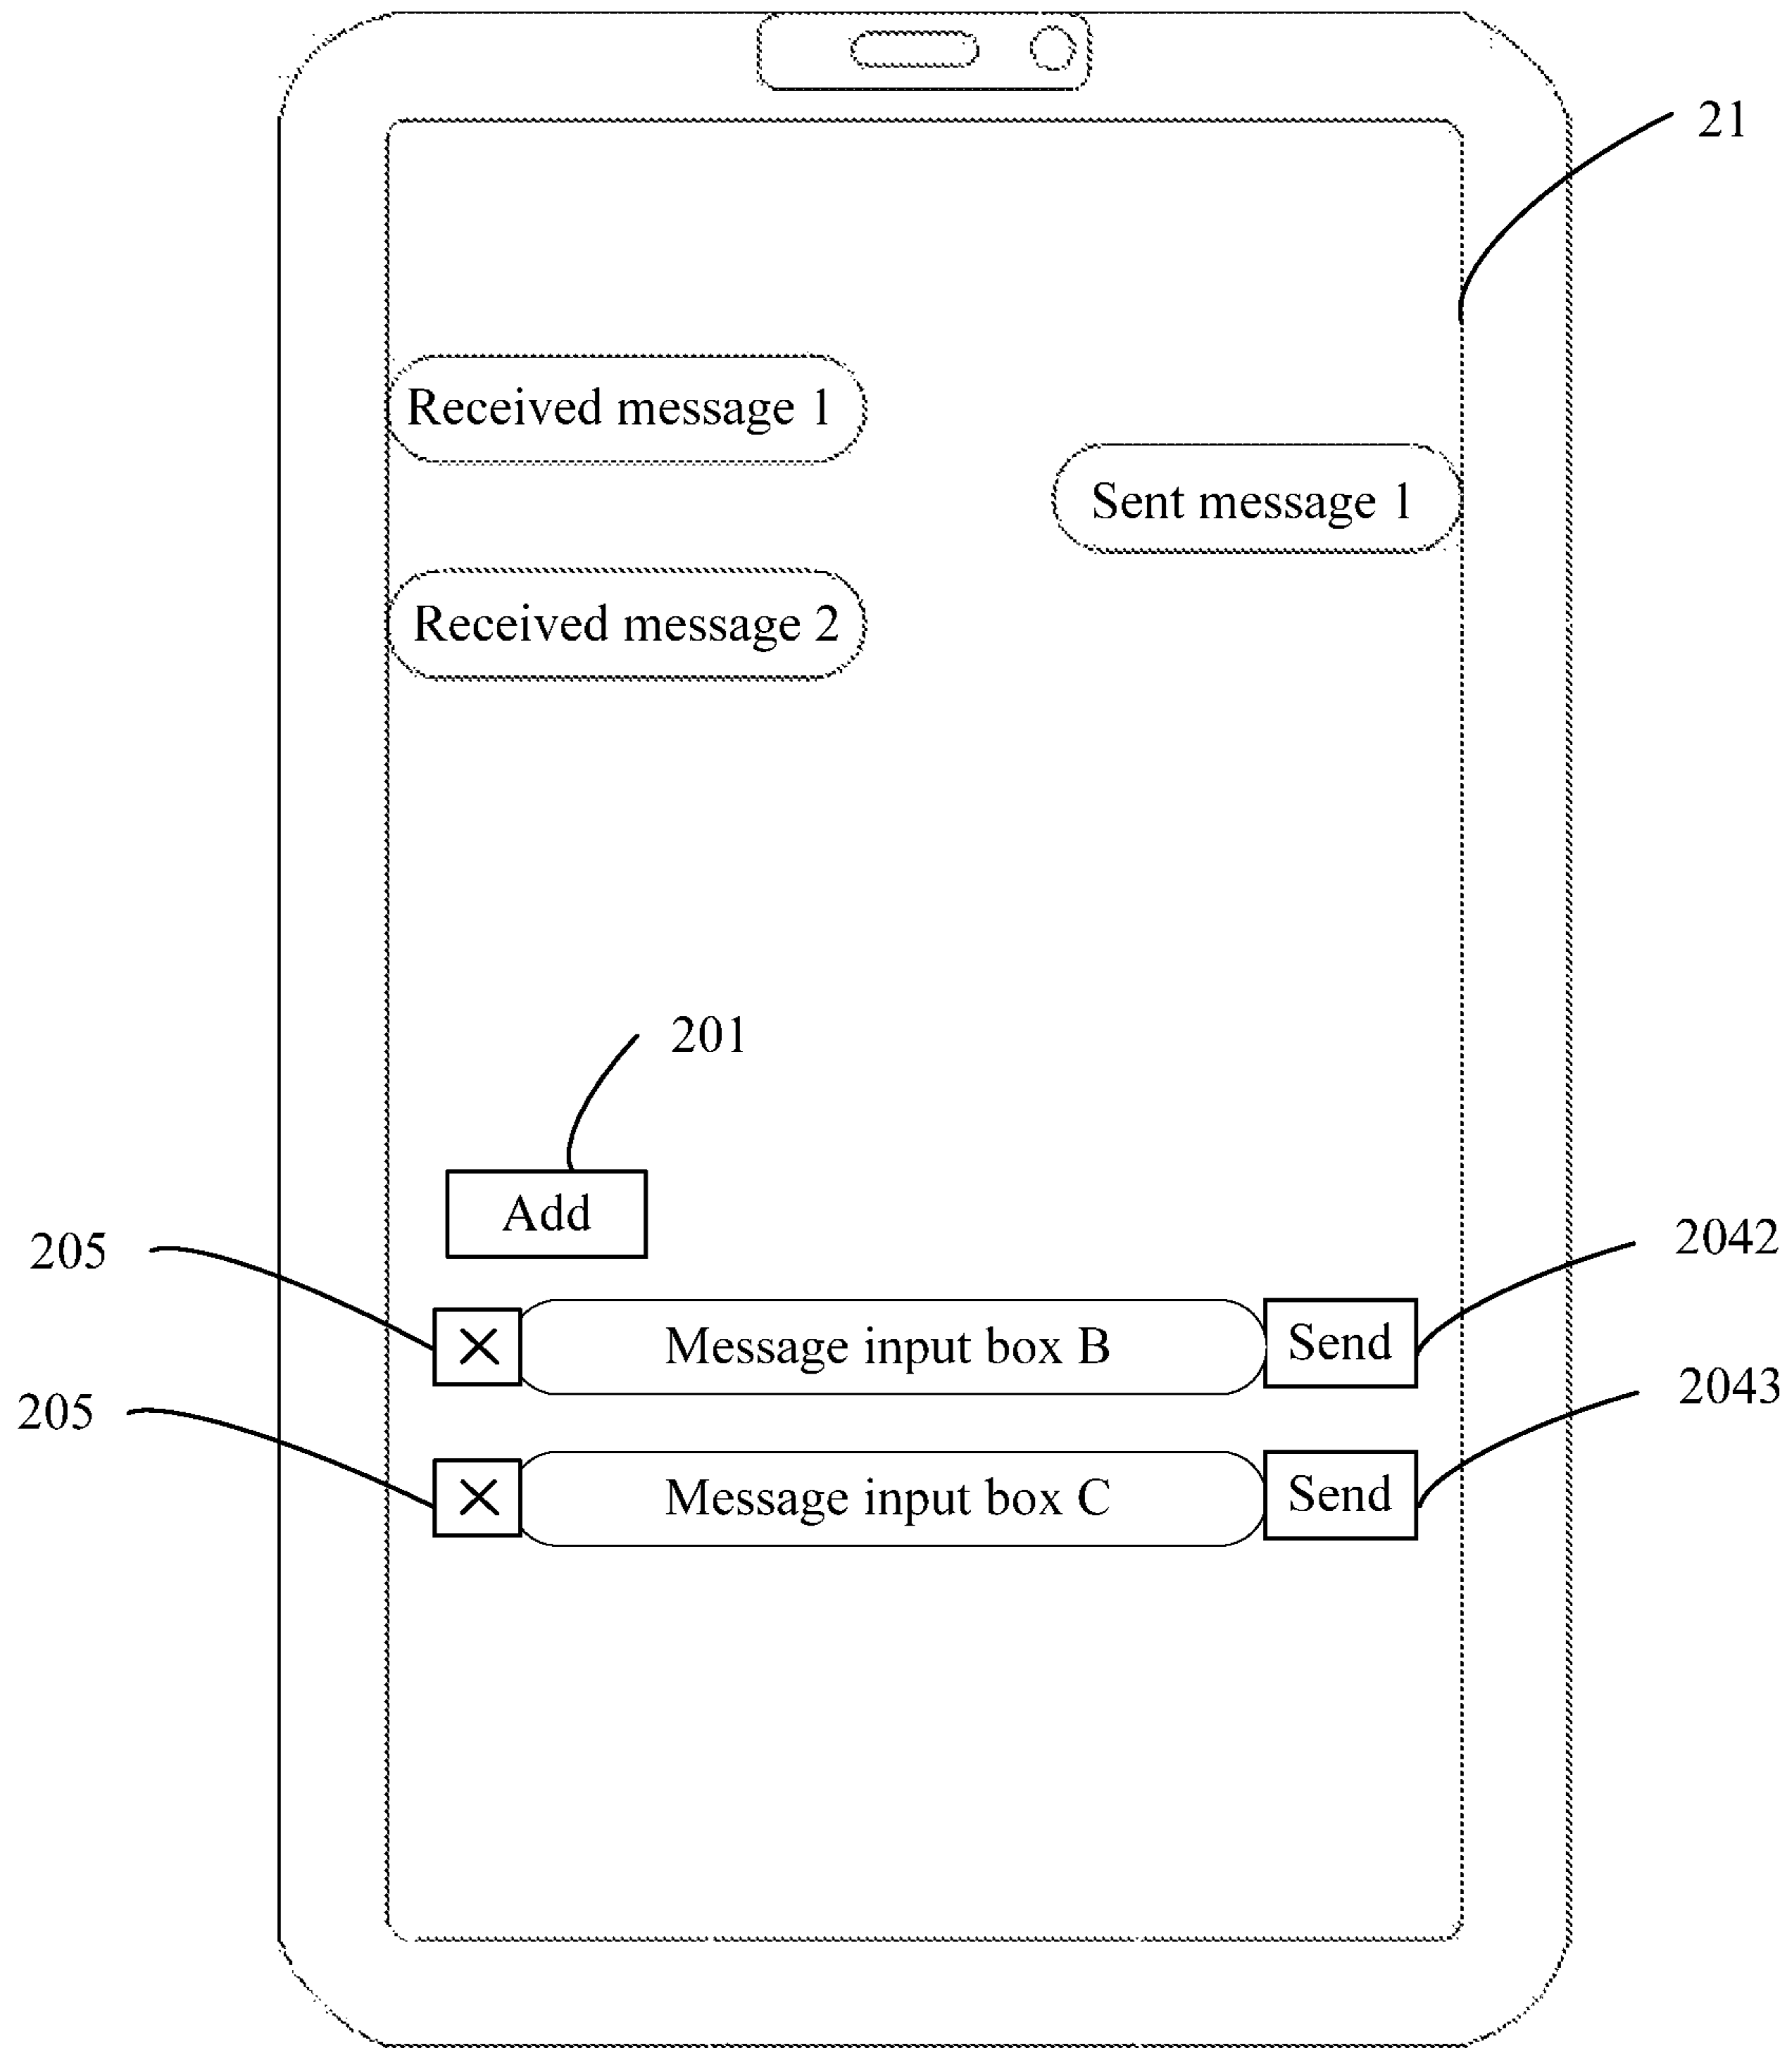 21
Received message 1
Sent message 1
Received message 2
201
Add
205
2042
Message input box B
Send
205
2043
Message input box C
Send